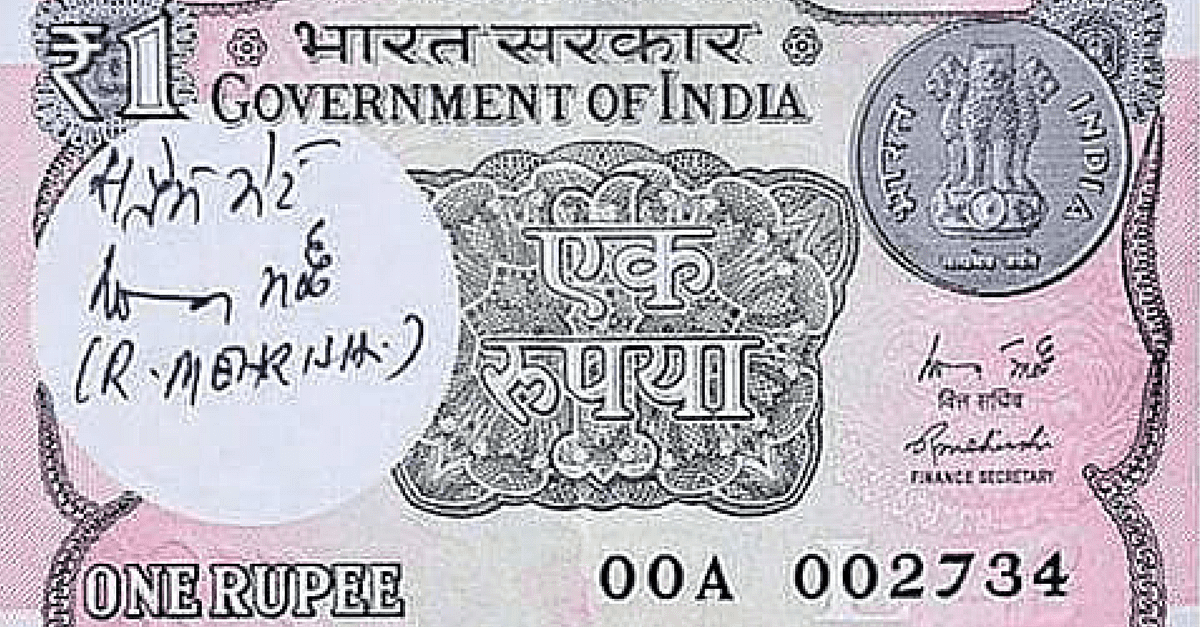 ₹1 भारत सरकार
GOVERNMENT OF INDIA
भारत INDIA
सत्यमेव जयते
(R. MEHRISHI)
एक
रुपया
वित्त सचिव
FINANCE SECRETARY
ONE RUPEE
00A 002734